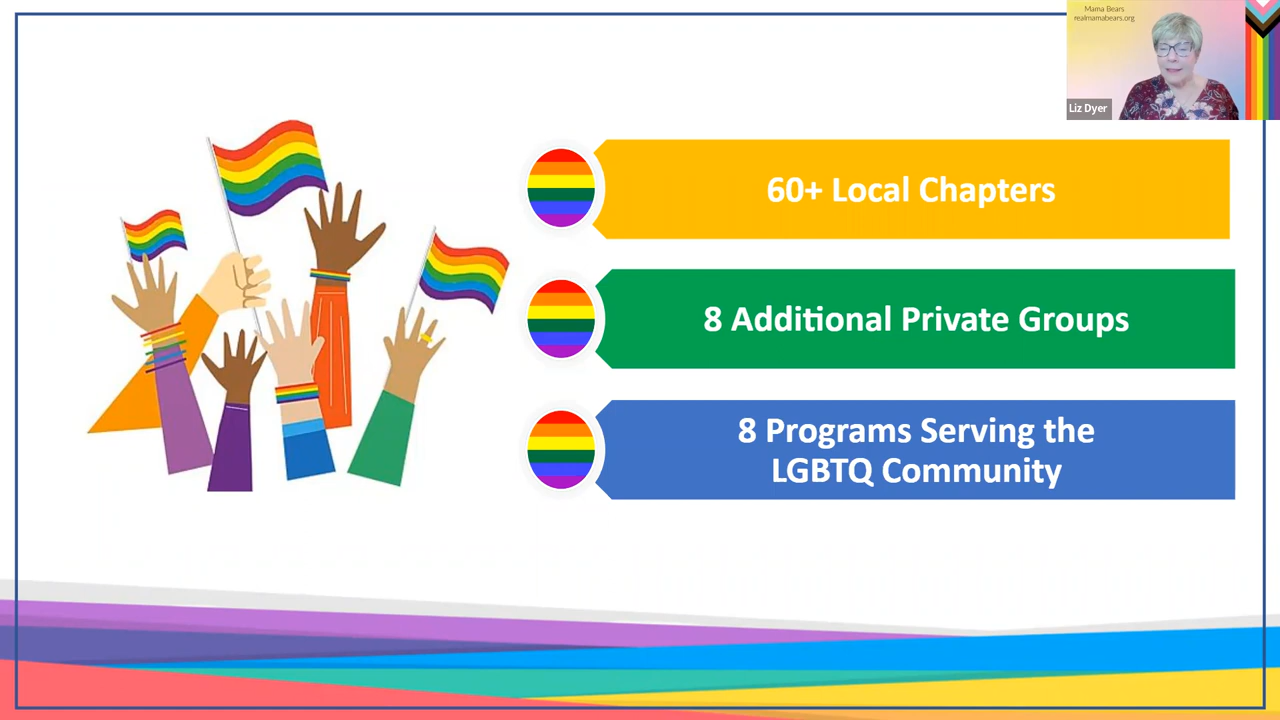 Mama Bears
realmamabears.org
Liz Dyer
60+ Local Chapters
8 Additional Private Groups
8 Programs Serving the
LGBTQ Community